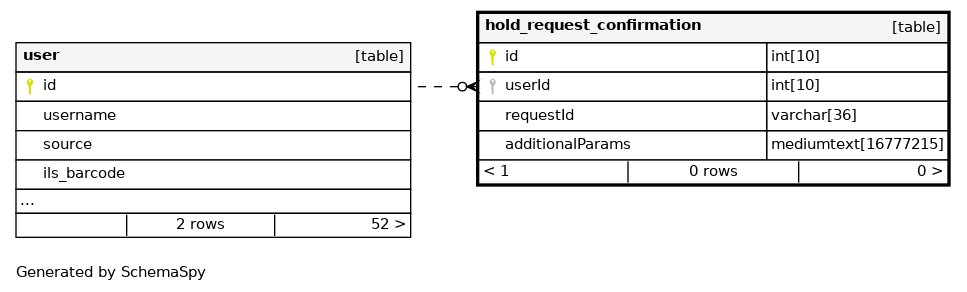 user [table]
id
username
source
ils_barcode
...
2 rows 52 >
hold_request_confirmation [table]
id int[10]
userId int[10]
requestId varchar[36]
additionalParams mediumtext[16777215]
< 1 0 rows 0 >
Generated by SchemaSpy